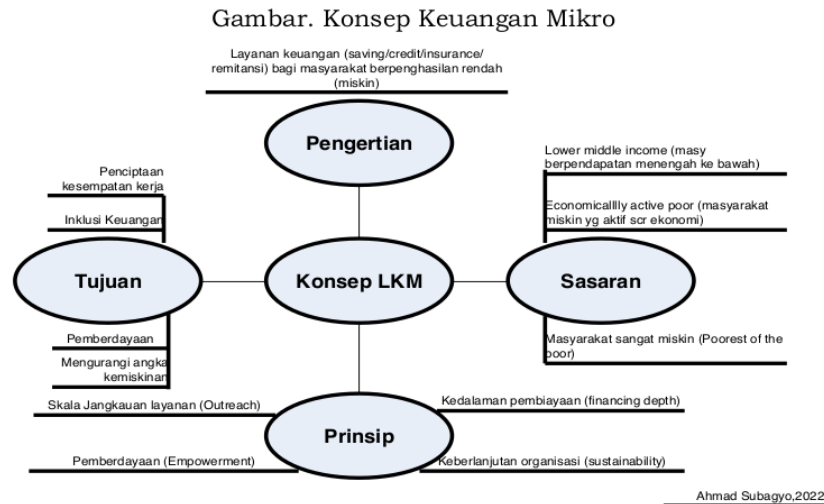 Gambar. Konsep Keuangan Mikro
Layanan keuangan (saving/credit/insurance/
remitansi) bagi masyarakat berpenghasilan rendah
(miskin)
Pengertian
Lower middle income (masy
berpendapatan menengah ke bawah)
Penciptaan
kesempatan kerja
Economicalllly active poor (masyarakat
miskin yg aktif scr ekonomi)
Inklusi Keuangan
Tujuan
Konsep LKM
Sasaran
Pemberdayaan
Masyarakat sangat miskin (Poorest of the
poor)
Mengurangi angka
kemiskinan
Skala Jangkauan layanan (Outreach)
Kedalaman pembiayaan (financing depth)
Prinsip
Pemberdayaan (Empowerment)
Keberlanjutan organisasi (sustainability)
Ahmad Subagyo,2022